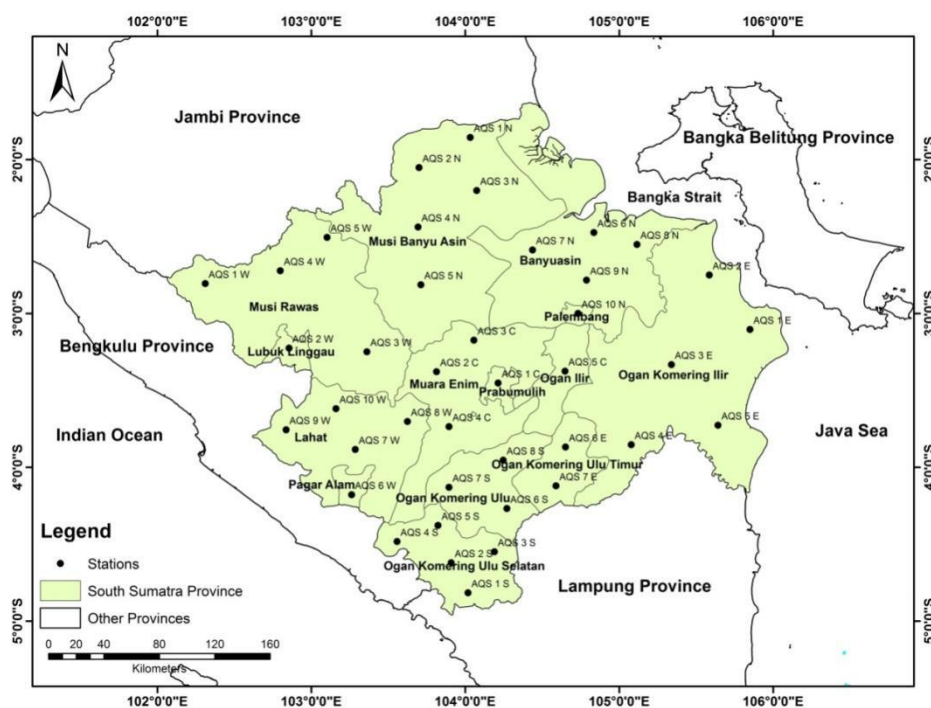 102°0'0"E 103°0'0"E 104°0'0"E 105°0'0"E 106°0'0"E
N
Jambi Province
AQS 1 N
Bangka Belitung Province
2°0'0"S
2°0'0"S
AQS 2 N
AQS 3 N
Bangka Strait
AQS 4 N
AQS 6 N
AQS 5 W
Musi Banyu Asin
AQS 7 N
AQS 8 N
Banyuasin
AQS 4 W
AQS 2 E
AQS 1 W
AQS 5 N
AQS 9 N
Musi Rawas
AQS 10 N
3°0'0"S
3°0'0"S
Palembang
AQS 1 E
AQS 3 C
AQS 2 W
AQS 3 W
Bengkulu Province
Lubuk Linggau
AQS 2 C
AQS 5 C
AQS 3 E
Muara Enim
AQS 1 C
Ogan Ilir
Ogan Komering Ilir
Prabumulih
AQS 10 W
AQS 9 W
AQS 8 W
AQS 4 C
AQS 5 E
Indian Ocean
Lahat
Java Sea
AQS 7 W
AQS 6 E
AQS 4 E
AQS 8 S
Ogan Komering Ulu Timur
4°0'0"S
4°0'0"S
Pagar Alam
AQS 6 W
AQS 7 S
AQS 7 E
Ogan Komering Ulu
AQS 6 S
AQS 5 S
AQS 4 S
AQS 3 S
AQS 2 S
Ogan Komering Ulu Selatan
AQS 1 S
Lampung Province
5°0'0"S
5°0'0"S
Legend
Stations
South Sumatra Province
Other Provinces
0 20 40 80 120 160
Kilometers
102°0'0"E 103°0'0"E 104°0'0"E 105°0'0"E 106°0'0"E